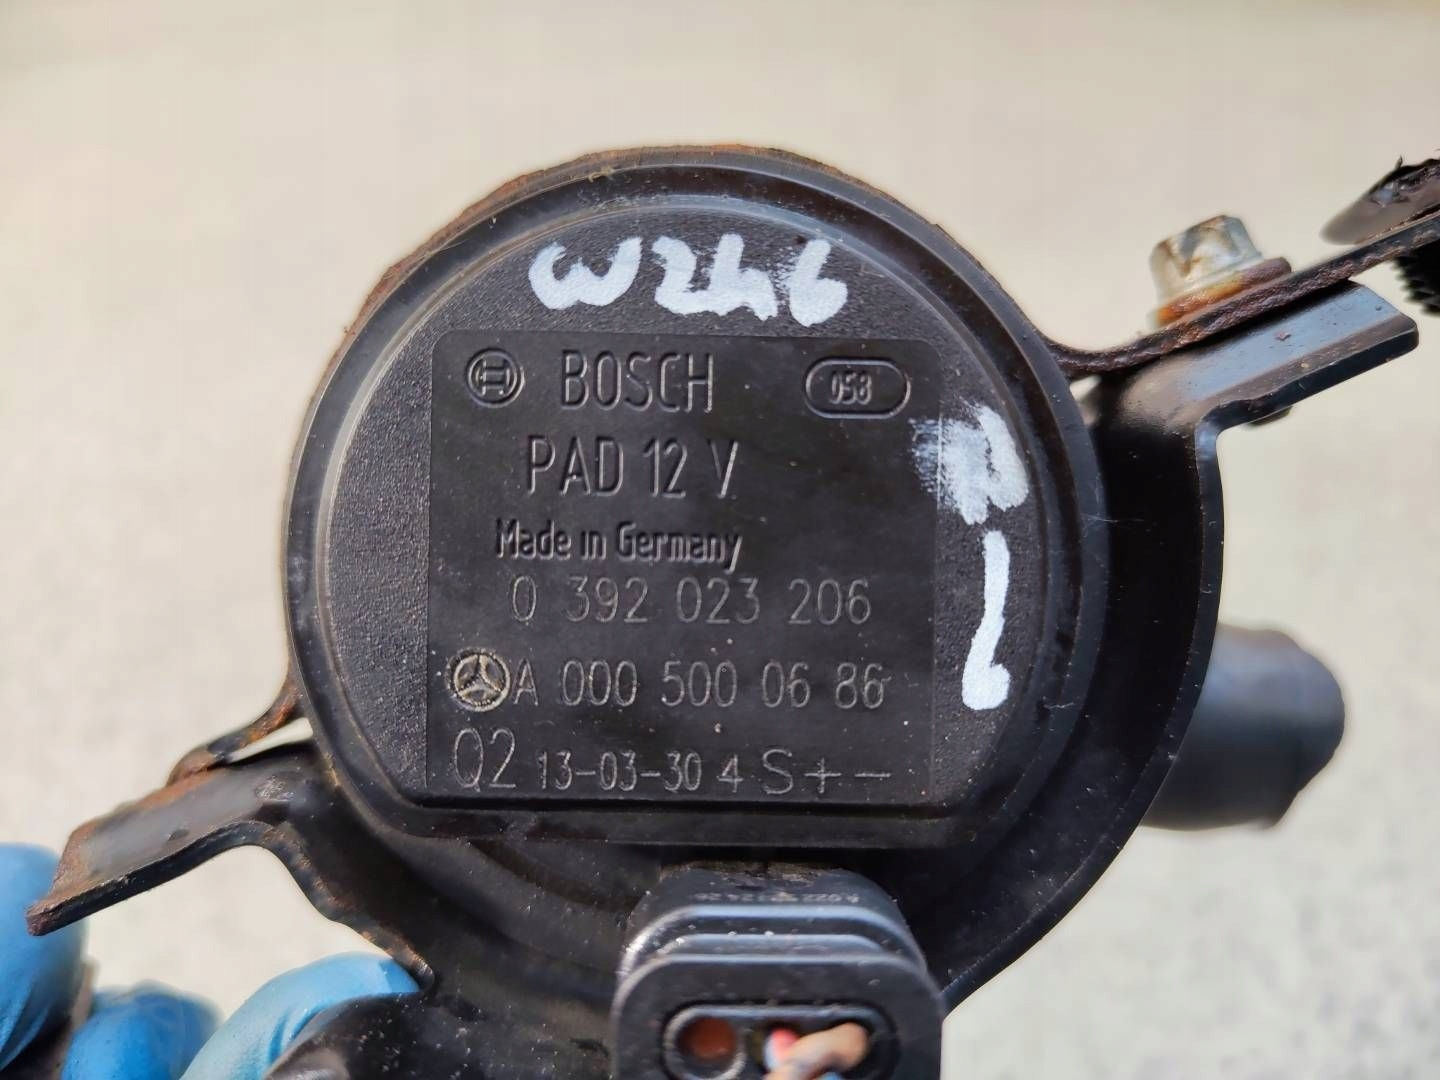 W246
BOSCH 058
PAD 12 V
Made in Germany
0 392 023 206
A 000 500 06 86
Q2 13-03-30 4 S + -